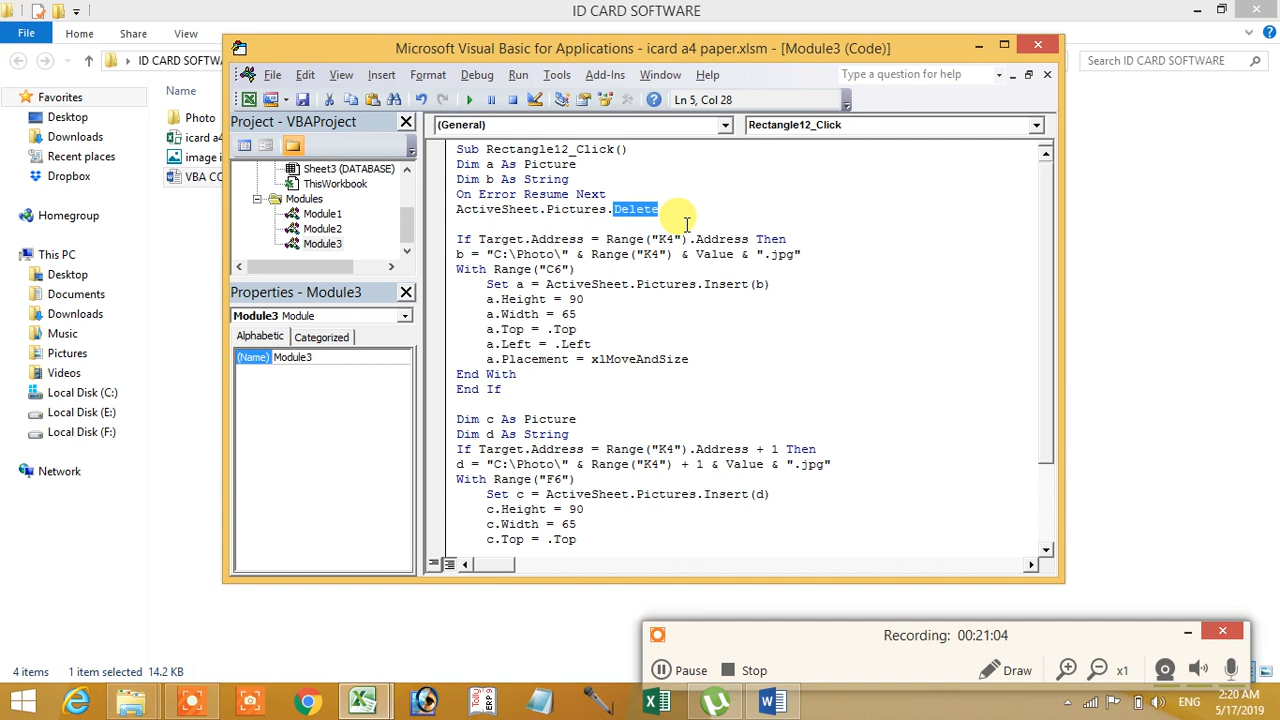 ID CARD SOFTWARE
File Home Share View
ID CARD SOFTWA
Search ID CARD SOFTWARE
Favorites
Desktop
Downloads
Recent places
Dropbox
Homegroup
This PC
Desktop
Documents
Downloads
Music
Pictures
Videos
Local Disk (C:)
Local Disk (E:)
Local Disk (F:)
Network
Name
Photo
icard a4
image i
VBA CO
Microsoft Visual Basic for Applications - icard a4 paper.xlsm - [Module3 (Code)]
File Edit View Insert Format Debug Run Tools Add-Ins Window Help
Type a question for help
Ln 5, Col 28
Project - VBAProject
Sheet3 (DATABASE)
ThisWorkbook
Modules
Module1
Module2
Module3
Properties - Module3
Module3 Module
Alphabetic Categorized
(Name) Module3
(General)
Rectangle12_Click
Sub Rectangle12_Click()
Dim a As Picture
Dim b As String
On Error Resume Next
ActiveSheet.Pictures.Delete
If Target.Address = Range("K4").Address Then
b = "C:\Photo\" & Range("K4") & Value & ".jpg"
With Range("C6")
Set a = ActiveSheet.Pictures.Insert(b)
a.Height = 90
a.Width = 65
a.Top = .Top
a.Left = .Left
a.Placement = xlMoveAndSize
End With
End If
Dim c As Picture
Dim d As String
If Target.Address = Range("K4").Address + 1 Then
d = "C:\Photo\" & Range("K4") + 1 & Value & ".jpg"
With Range("F6")
Set c = ActiveSheet.Pictures.Insert(d)
c.Height = 90
c.Width = 65
c.Top = .Top
Recording: 00:21:04
Pause Stop Draw x1
4 items 1 item selected 14.2 KB
ENG
2:20 AM
5/17/2019